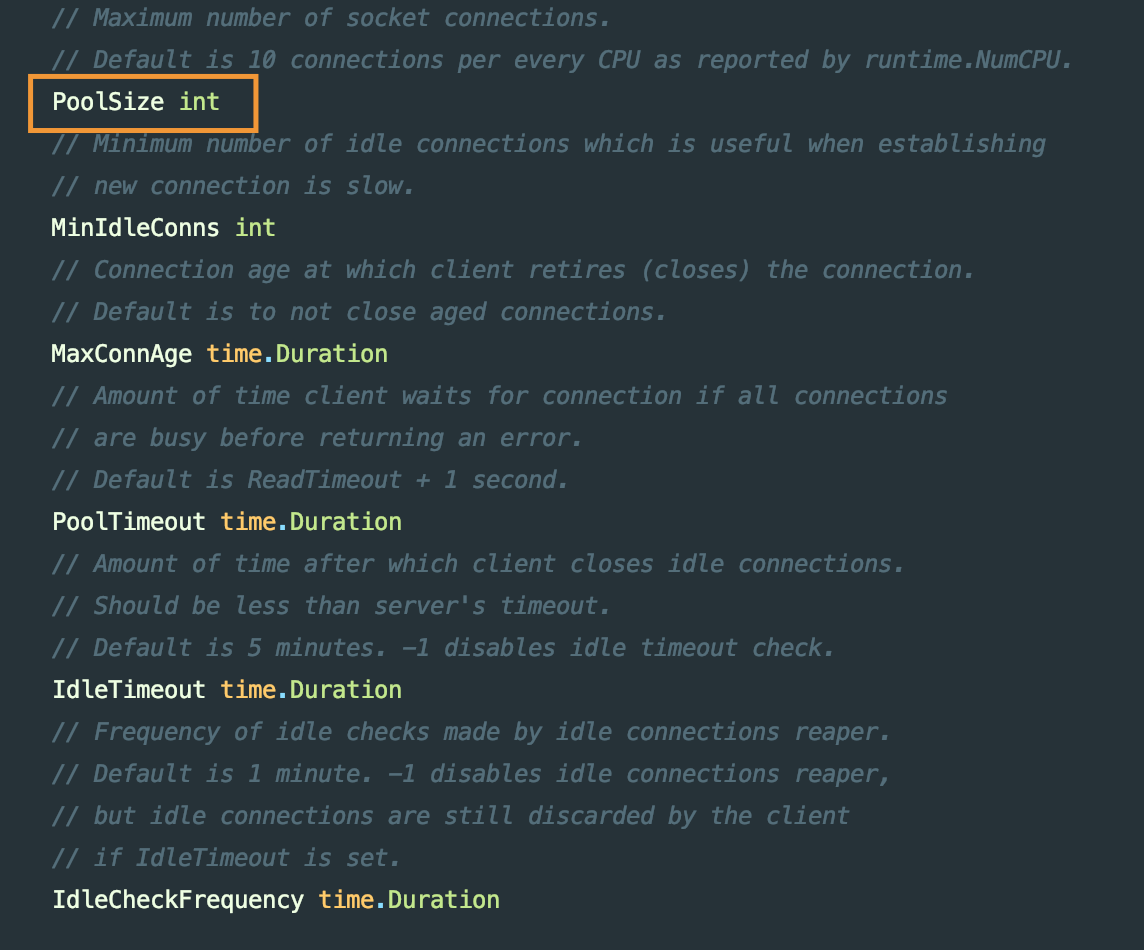 // Maximum number of socket connections.
// Default is 10 connections per every CPU as reported by runtime.NumCPU.
PoolSize int
// Minimum number of idle connections which is useful when establishing
// new connection is slow.
MinIdleConns int
// Connection age at which client retires (closes) the connection.
// Default is to not close aged connections.
MaxConnAge time.Duration
// Amount of time client waits for connection if all connections
// are busy before returning an error.
// Default is ReadTimeout + 1 second.
PoolTimeout time.Duration
// Amount of time after which client closes idle connections.
// Should be less than server's timeout.
// Default is 5 minutes. -1 disables idle timeout check.
IdleTimeout time.Duration
// Frequency of idle checks made by idle connections reaper.
// Default is 1 minute. -1 disables idle connections reaper,
// but idle connections are still discarded by the client
// if IdleTimeout is set.
IdleCheckFrequency time.Duration